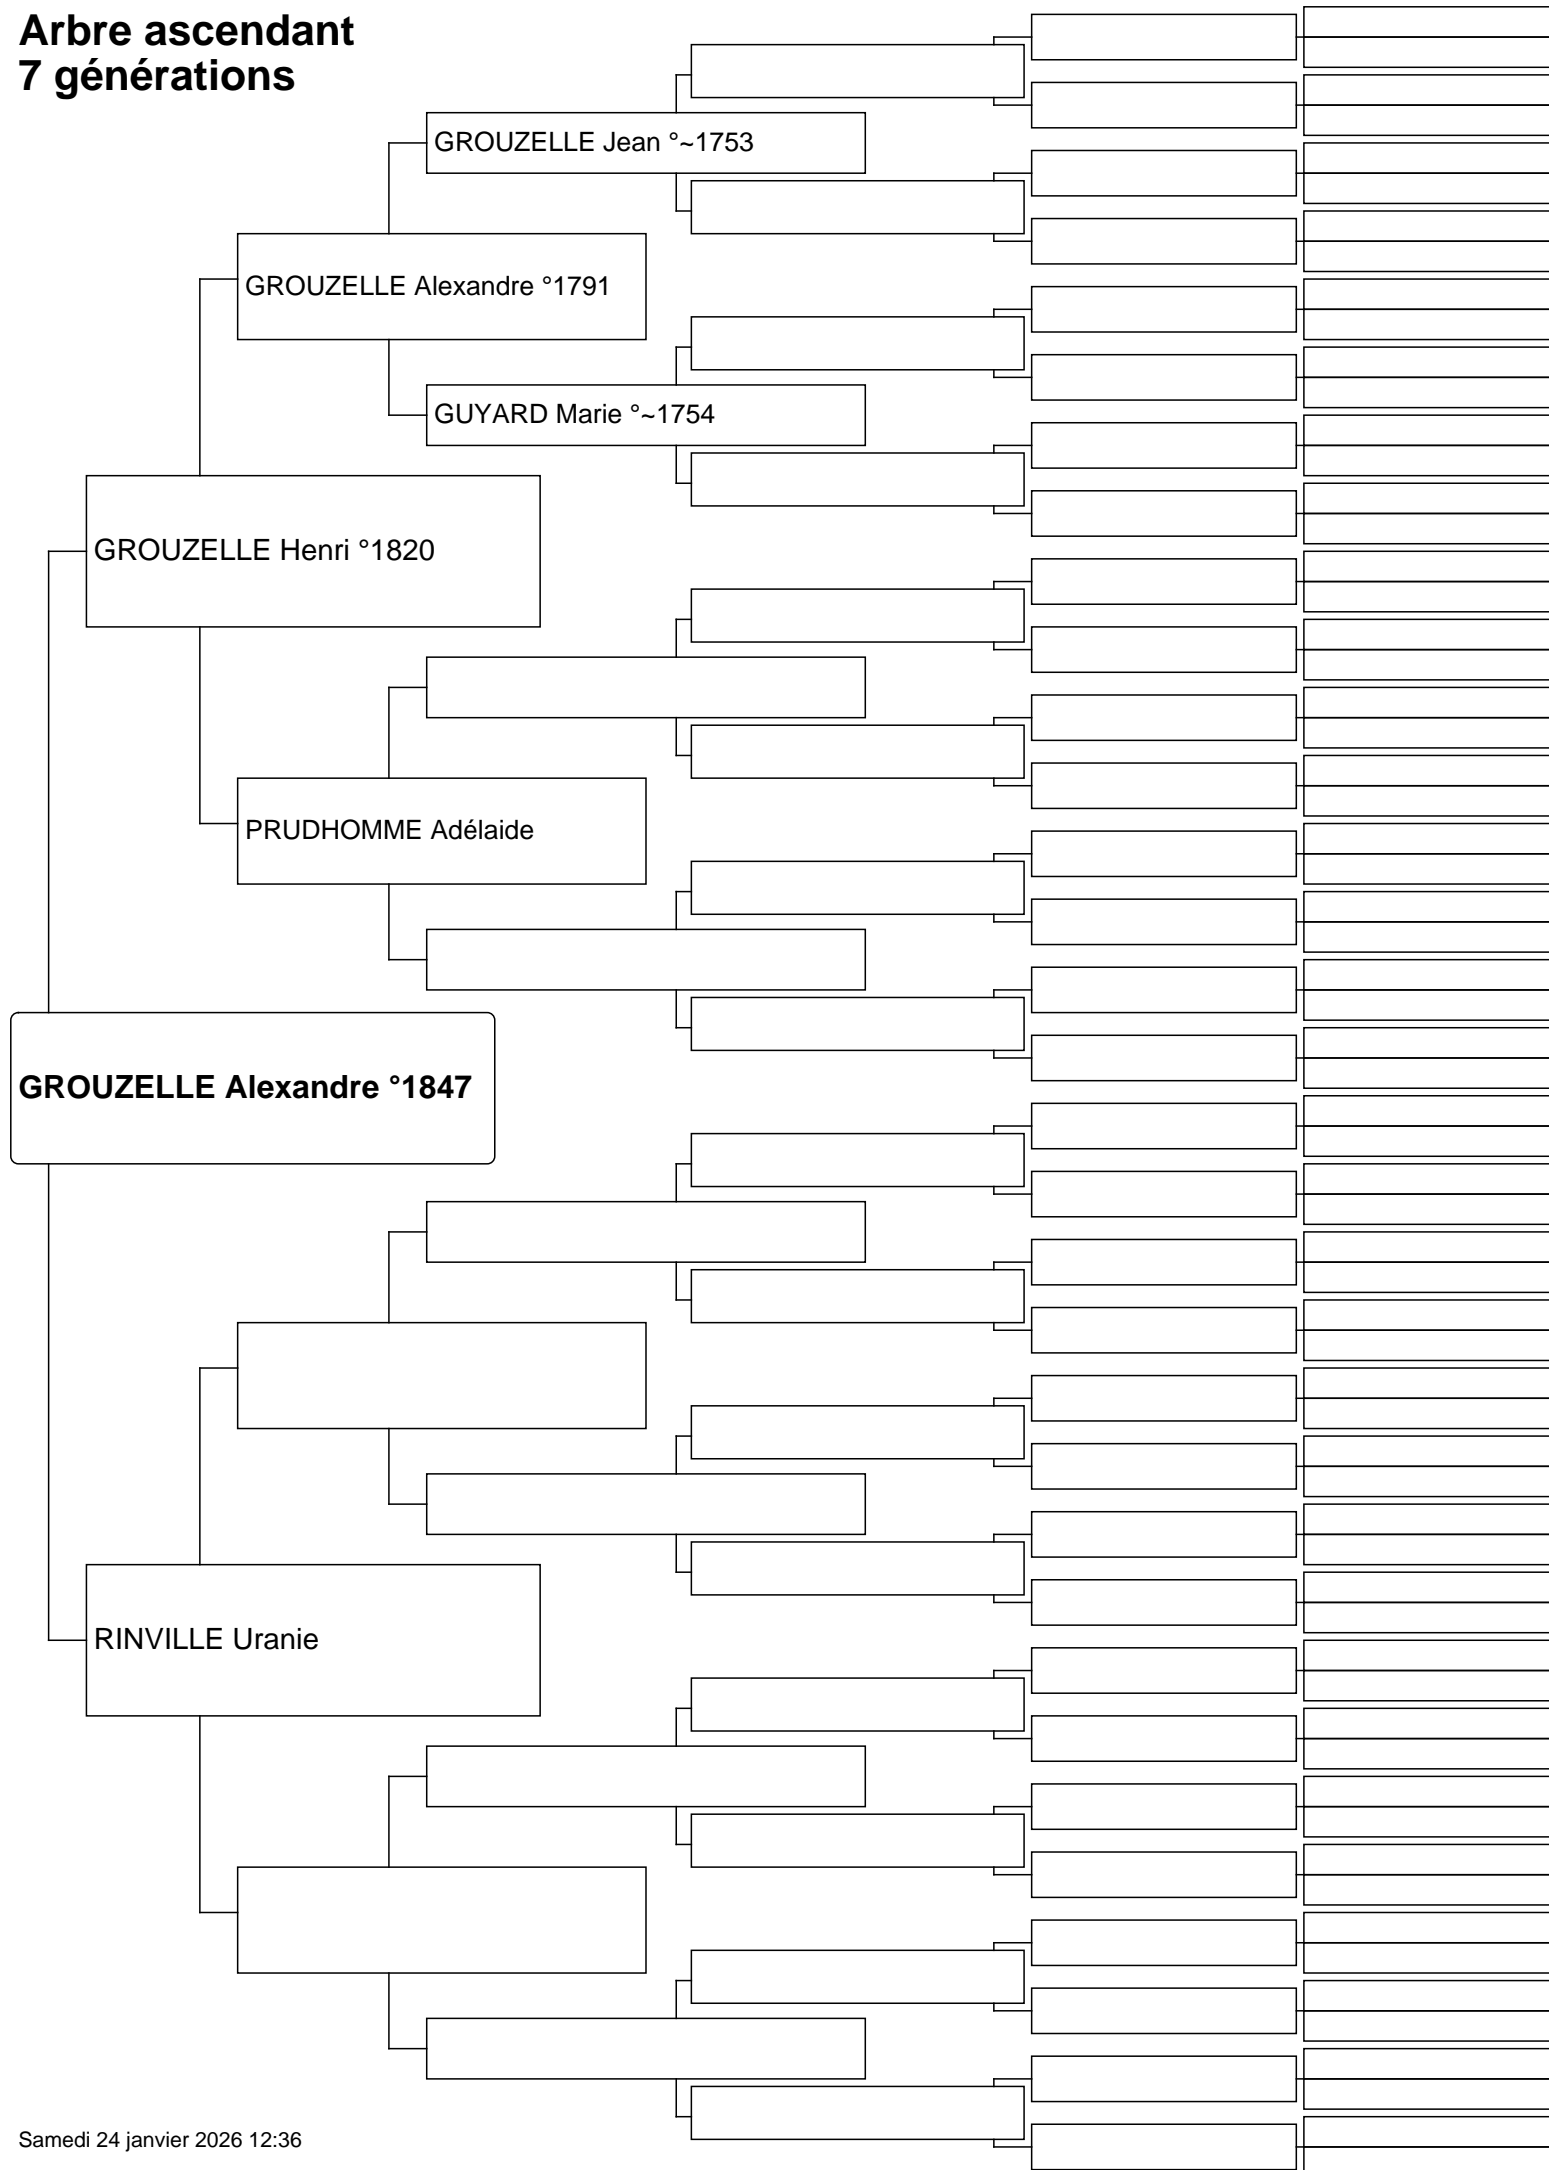 Arbre ascendant
7 générations
GROUZELLE Jean °~1753
GROUZELLE Alexandre °1791
GUYARD Marie °~1754
GROUZELLE Henri °1820
PRUDHOMME Adélaide
GROUZELLE Alexandre °1847
RINVILLE Uranie
Samedi 24 janvier 2026 12:36